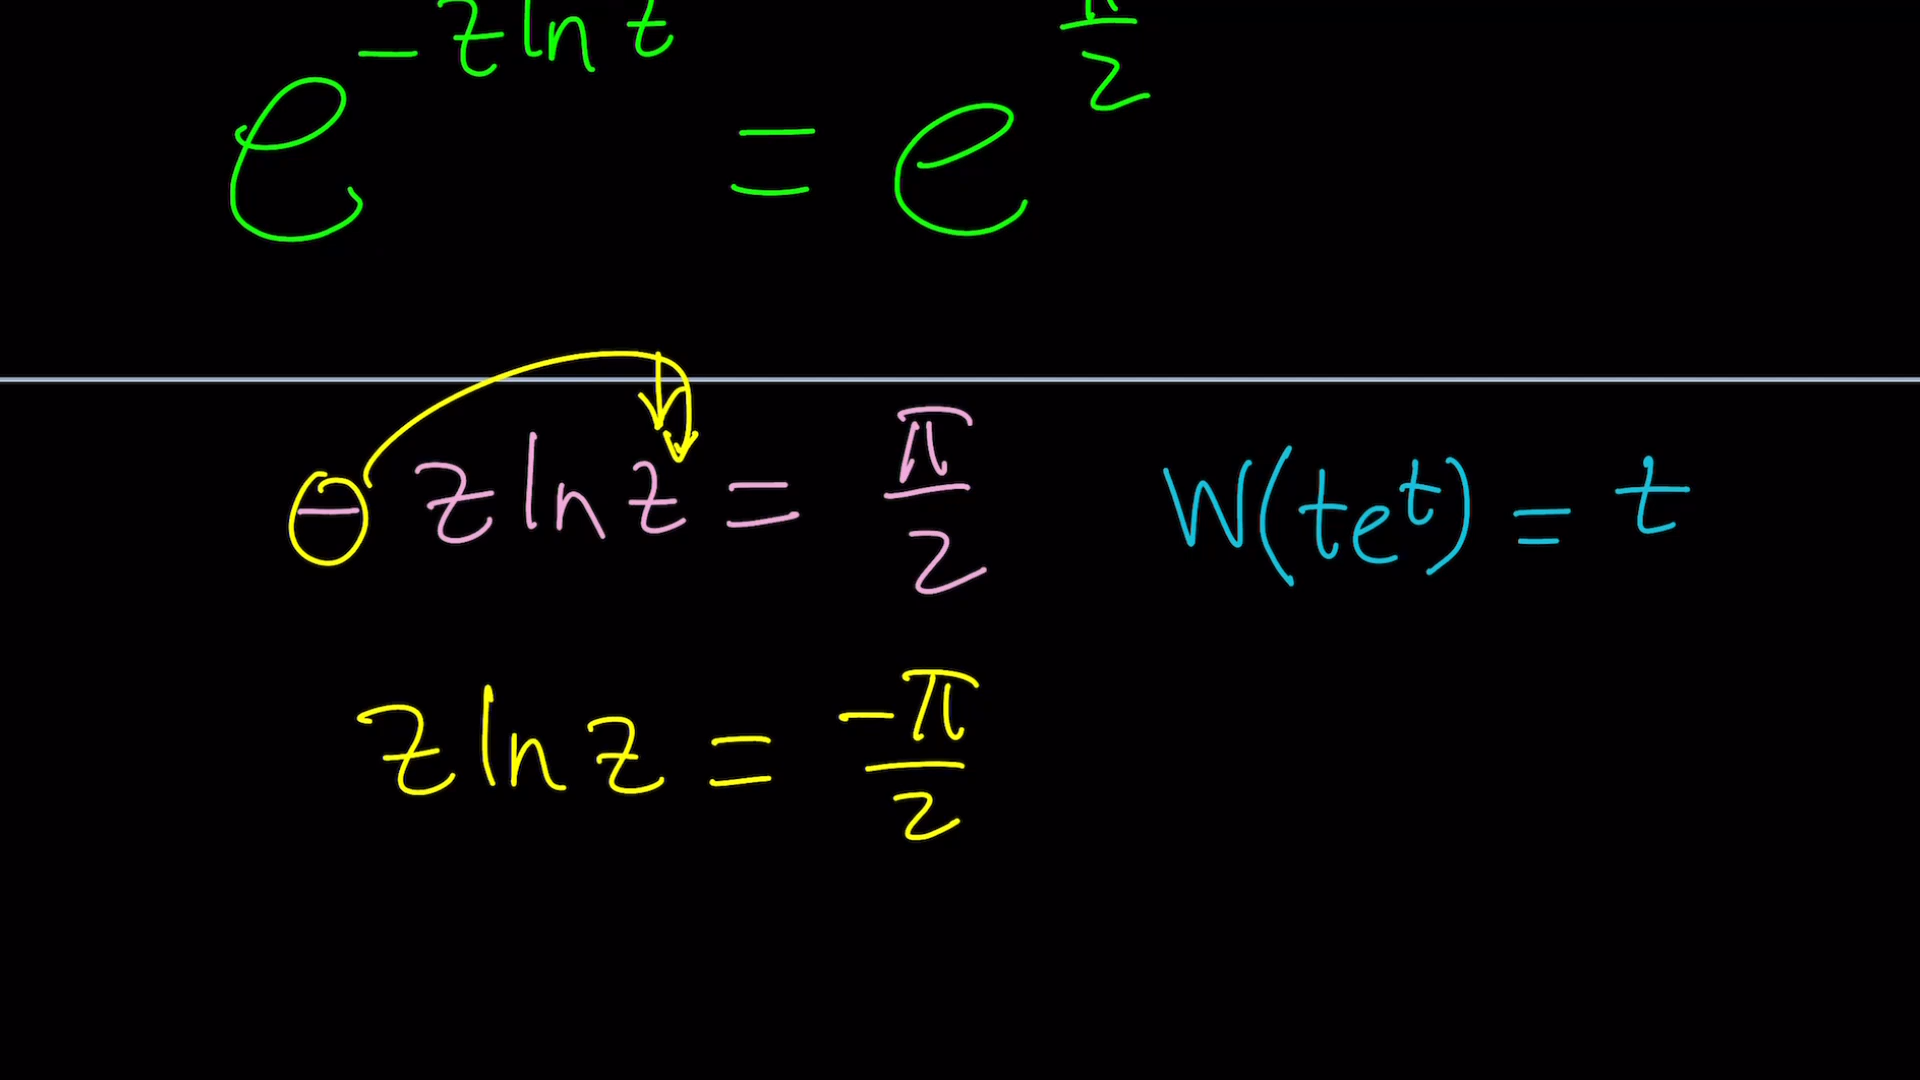 e^{-z ln z} = e^{π/2}
- z ln z = π/2    W(te^t) = t
z ln z = -π/2